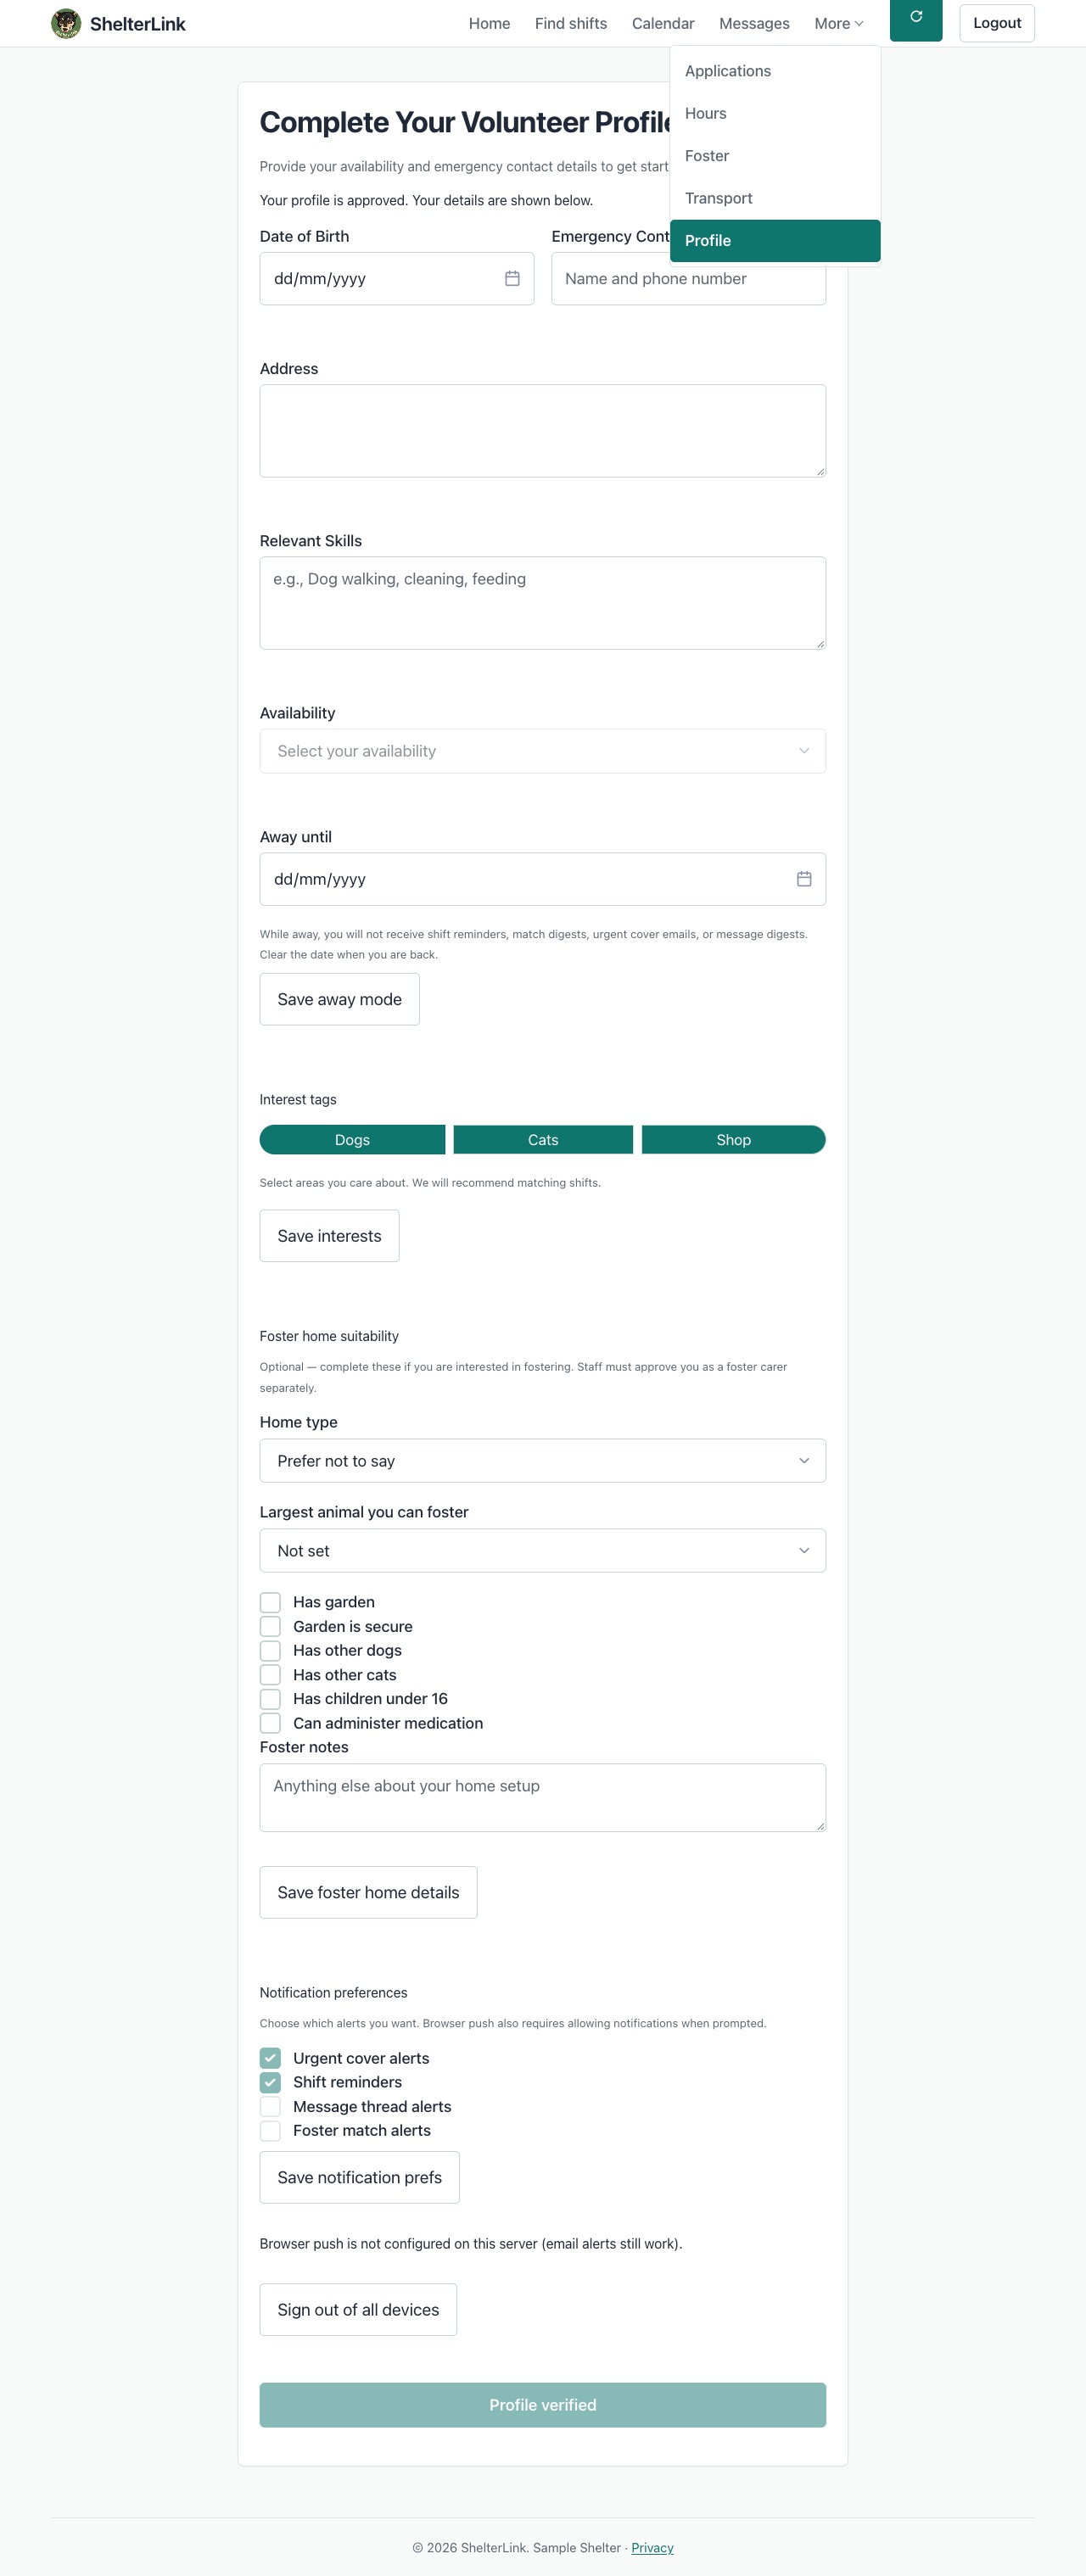 ShelterLink
Home
Find shifts
Calendar
Messages
More
Logout
Applications
Hours
Foster
Transport
Profile
Complete Your Volunteer Profile
Provide your availability and emergency contact details to get start
Your profile is approved. Your details are shown below.
Date of Birth
dd/mm/yyyy
Emergency Cont
Name and phone number
Address
Relevant Skills
e.g., Dog walking, cleaning, feeding
Availability
Select your availability
Away until
dd/mm/yyyy
While away, you will not receive shift reminders, match digests, urgent cover emails, or message digests.
Clear the date when you are back.
Save away mode
Interest tags
Dogs
Cats
Shop
Select areas you care about. We will recommend matching shifts.
Save interests
Foster home suitability
Optional — complete these if you are interested in fostering. Staff must approve you as a foster carer
separately.
Home type
Prefer not to say
Largest animal you can foster
Not set
Has garden
Garden is secure
Has other dogs
Has other cats
Has children under 16
Can administer medication
Foster notes
Anything else about your home setup
Save foster home details
Notification preferences
Choose which alerts you want. Browser push also requires allowing notifications when prompted.
Urgent cover alerts
Shift reminders
Message thread alerts
Foster match alerts
Save notification prefs
Browser push is not configured on this server (email alerts still work).
Sign out of all devices
Profile verified
© 2026 ShelterLink. Sample Shelter · Privacy